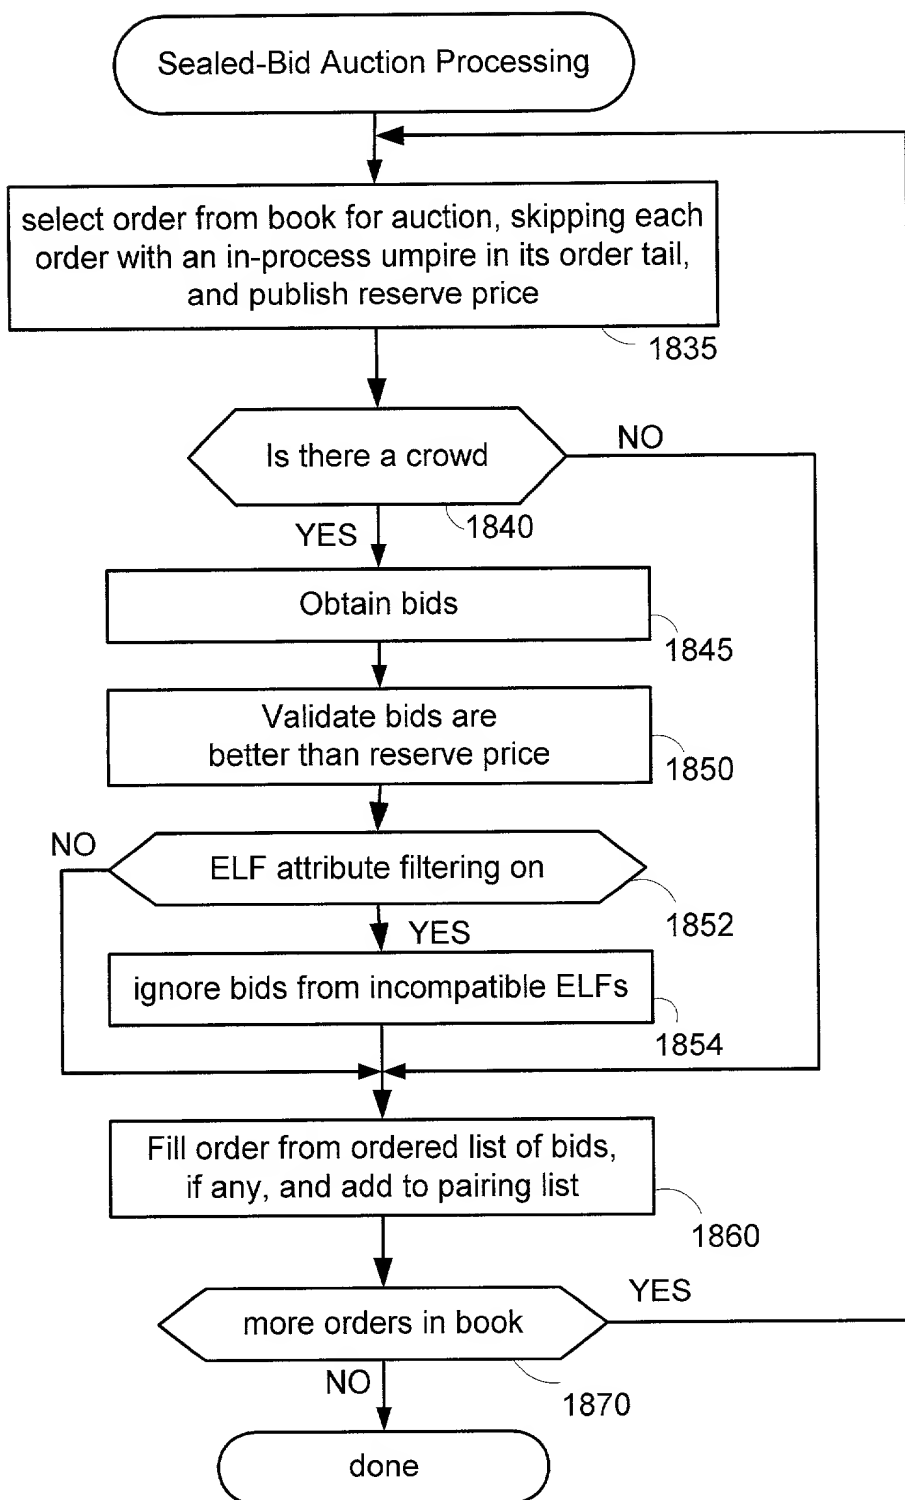 Sealed-Bid Auction Processing
select order from book for auction, skipping each
order with an in-process umpire in its order tail,
and publish reserve price
1835
Is there a crowd
NO
1840
YES
Obtain bids
1845
Validate bids are
better than reserve price
1850
NO
ELF attribute filtering on
1852
YES
ignore bids from incompatible ELFs
1854
Fill order from ordered list of bids,
if any, and add to pairing list
1860
YES
more orders in book
NO
1870
done